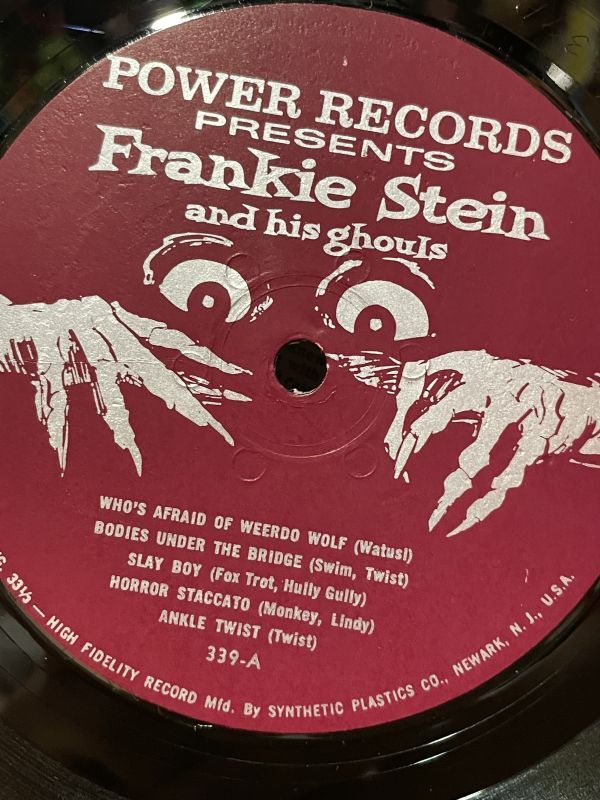 POWER RECORDS
PRESENTS
Frankie Stein
and his ghouls
WHO'S AFRAID OF WEERDO WOLF (Watusi)
BODIES UNDER THE BRIDGE (Swim, Twist)
SLAY BOY (Fox Trot, Hully Gully)
HORROR STACCATO (Monkey, Lindy)
ANKLE TWIST (Twist)
339-A
33⅓ — HIGH FIDELITY RECORD Mfd. By SYNTHETIC PLASTICS CO., NEWARK, N. J., U.S.A.